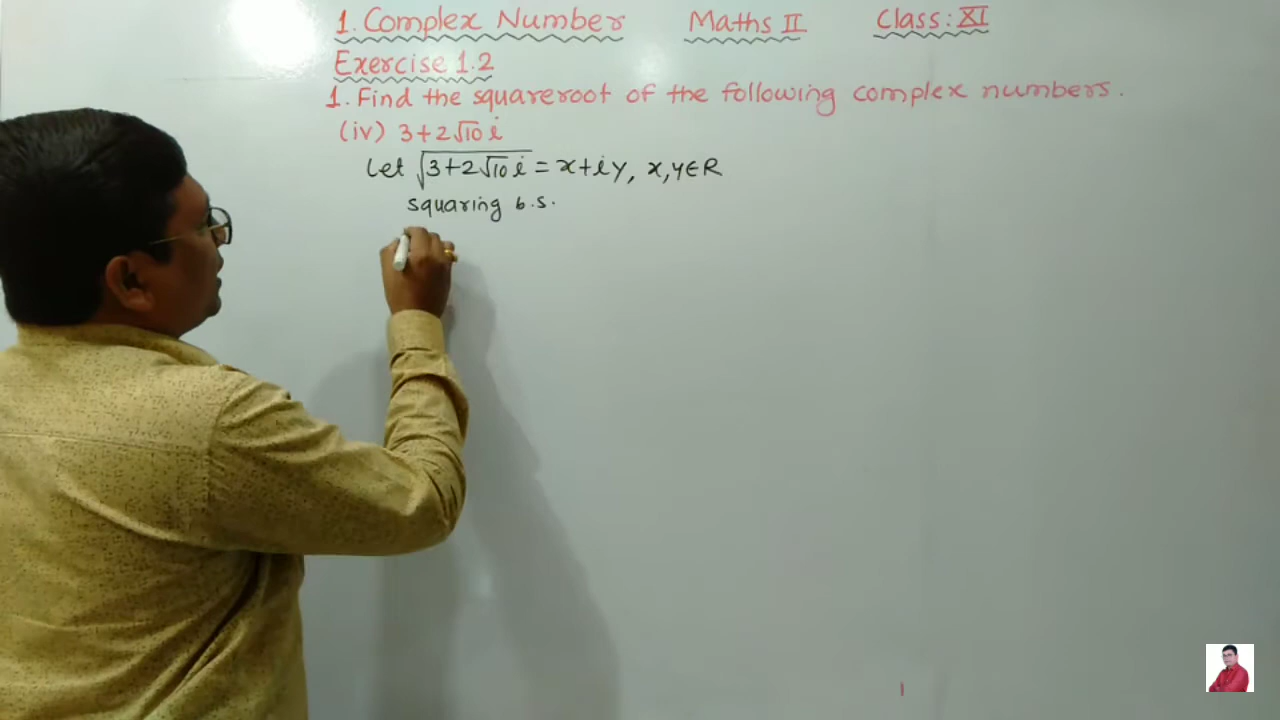 1. Complex Number Maths II Class: XI
Exercise 1.2
1. Find the squareroot of the following complex numbers.
(iv) 3+2√10 i
Let √(3+2√10 i) = x+iy, x,y∈R
squaring b.s.